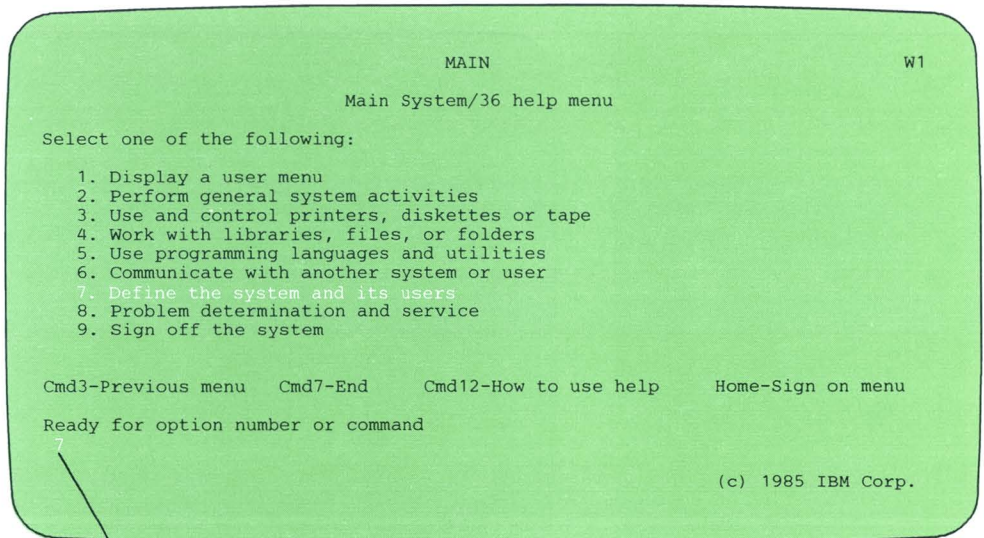 MAIN W1
Main System/36 help menu
Select one of the following:
1. Display a user menu
2. Perform general system activities
3. Use and control printers, diskettes or tape
4. Work with libraries, files, or folders
5. Use programming languages and utilities
6. Communicate with another system or user
7. Define the system and its users
8. Problem determination and service
9. Sign off the system
Cmd3-Previous menu Cmd7-End Cmd12-How to use help Home-Sign on menu
Ready for option number or command
7
(c) 1985 IBM Corp.